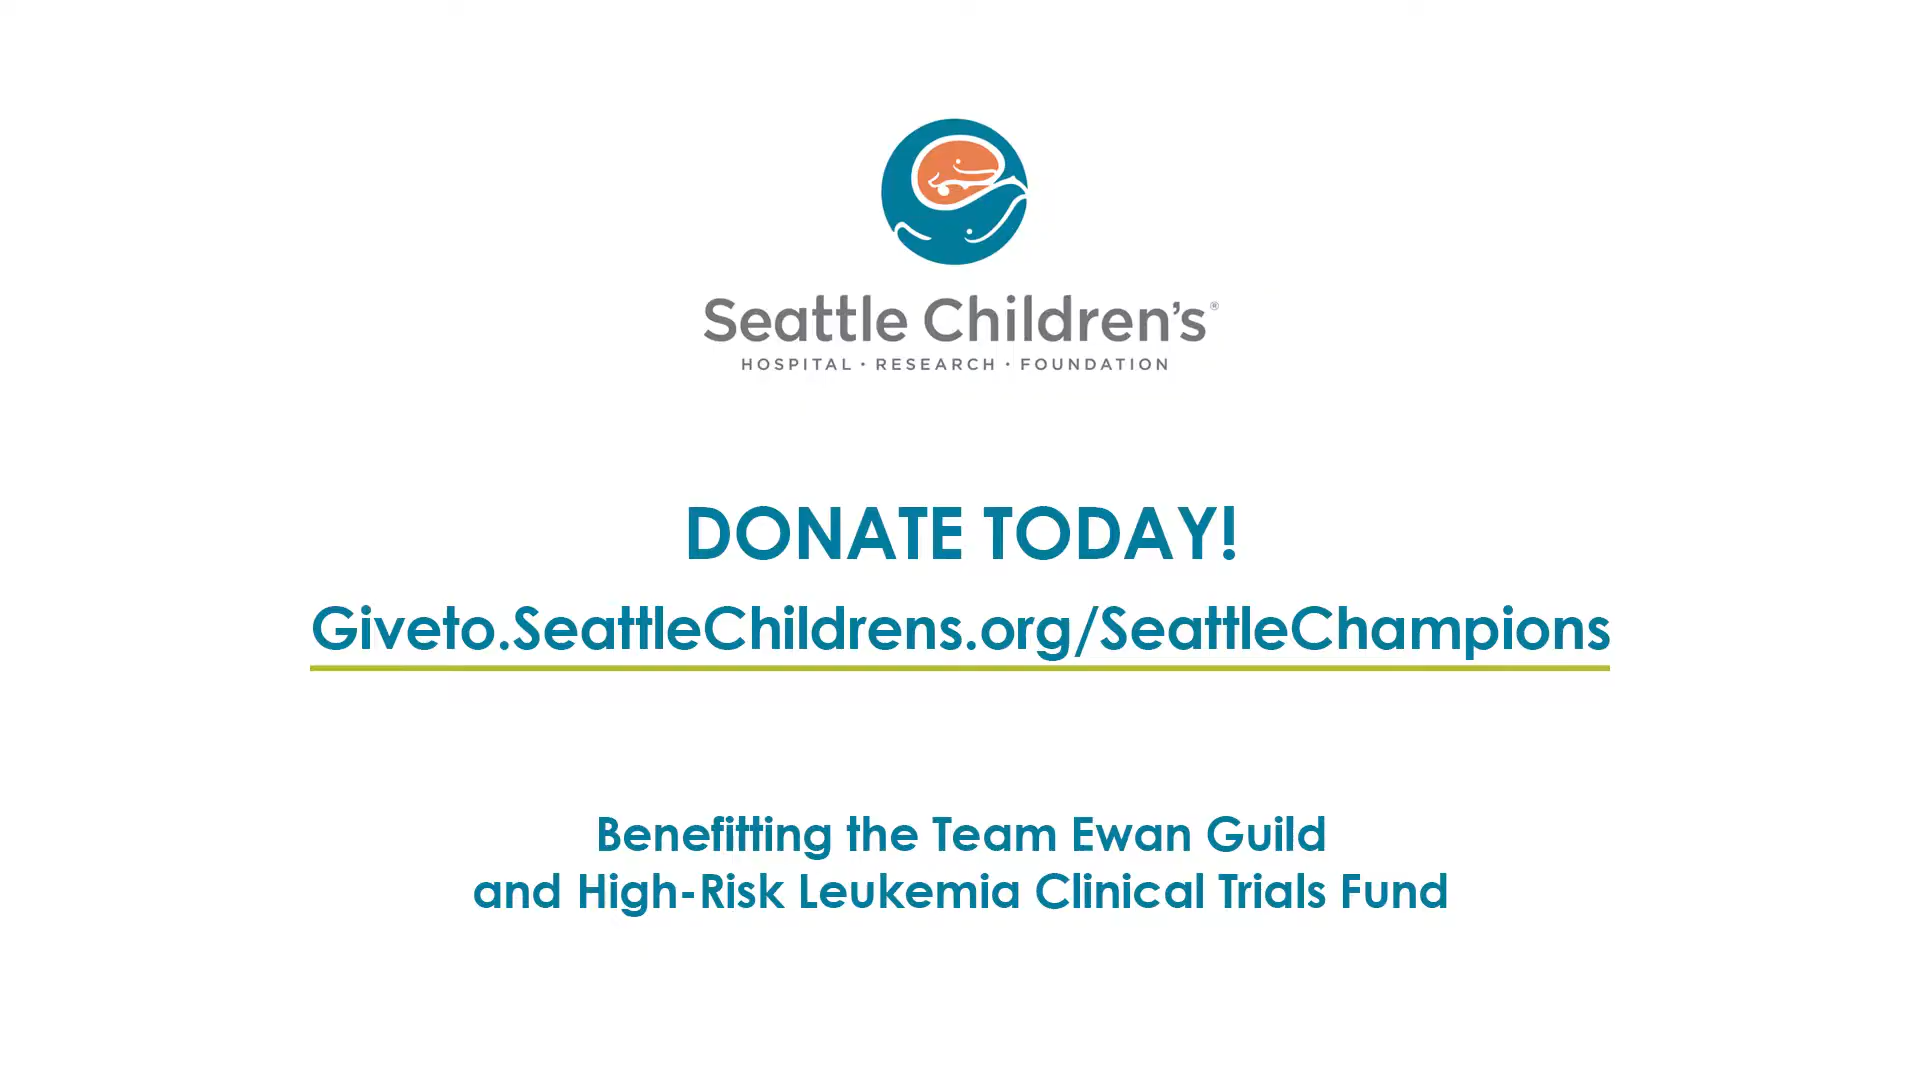 Seattle Children's®
HOSPITAL · RESEARCH · FOUNDATION
DONATE TODAY!
Giveto.SeattleChildrens.org/SeattleChampions
Benefitting the Team Ewan Guild
and High-Risk Leukemia Clinical Trials Fund